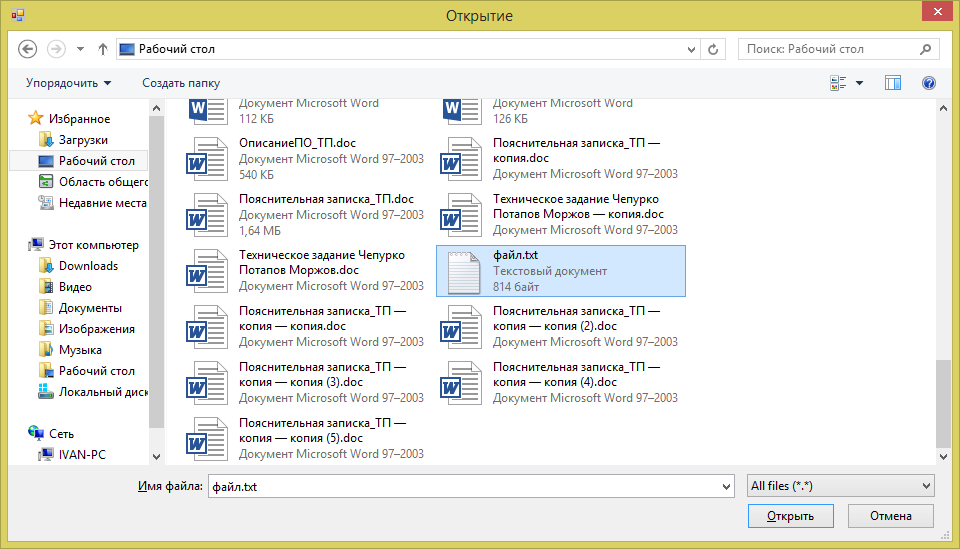 Открытие
Рабочий стол
Поиск: Рабочий стол
Упорядочить
Создать папку
Избранное
Загрузки
Рабочий стол
Область общего
Недавние места
Этот компьютер
Downloads
Видео
Документы
Изображения
Музыка
Рабочий стол
Локальный диск
Сеть
IVAN-PC
Документ Microsoft Word
112 КБ
Документ Microsoft Word
126 КБ
ОписаниеПО_ТП.doc
Документ Microsoft Word 97–2003
540 КБ
Пояснительная записка_ТП —
копия.doc
Документ Microsoft Word 97–2003
Пояснительная записка_ТП.doc
Документ Microsoft Word 97–2003
1,64 МБ
Техническое задание Чепурко
Потапов Моржов — копия.doc
Документ Microsoft Word 97–2003
Техническое задание Чепурко
Потапов Моржов.doc
Документ Microsoft Word 97–2003
файл.txt
Текстовый документ
814 байт
Пояснительная записка_ТП —
копия — копия.doc
Документ Microsoft Word 97–2003
Пояснительная записка_ТП —
копия — копия (2).doc
Документ Microsoft Word 97–2003
Пояснительная записка_ТП —
копия — копия (3).doc
Документ Microsoft Word 97–2003
Пояснительная записка_ТП —
копия — копия (4).doc
Документ Microsoft Word 97–2003
Пояснительная записка_ТП —
копия — копия (5).doc
Документ Microsoft Word 97–2003
Имя файла:
файл.txt
All files (*.*)
Открыть
Отмена